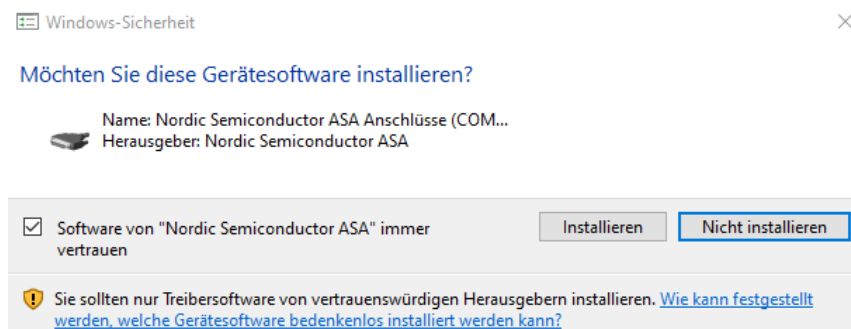 Windows-Sicherheit
Möchten Sie diese Gerätesoftware installieren?
Name: Nordic Semiconductor ASA Anschlüsse (COM...
Herausgeber: Nordic Semiconductor ASA
Software von "Nordic Semiconductor ASA" immer
vertrauen
Installieren
Nicht installieren
Sie sollten nur Treibersoftware von vertrauenswürdigen Herausgebern installieren. Wie kann festgestellt
werden, welche Gerätesoftware bedenkenlos installiert werden kann?